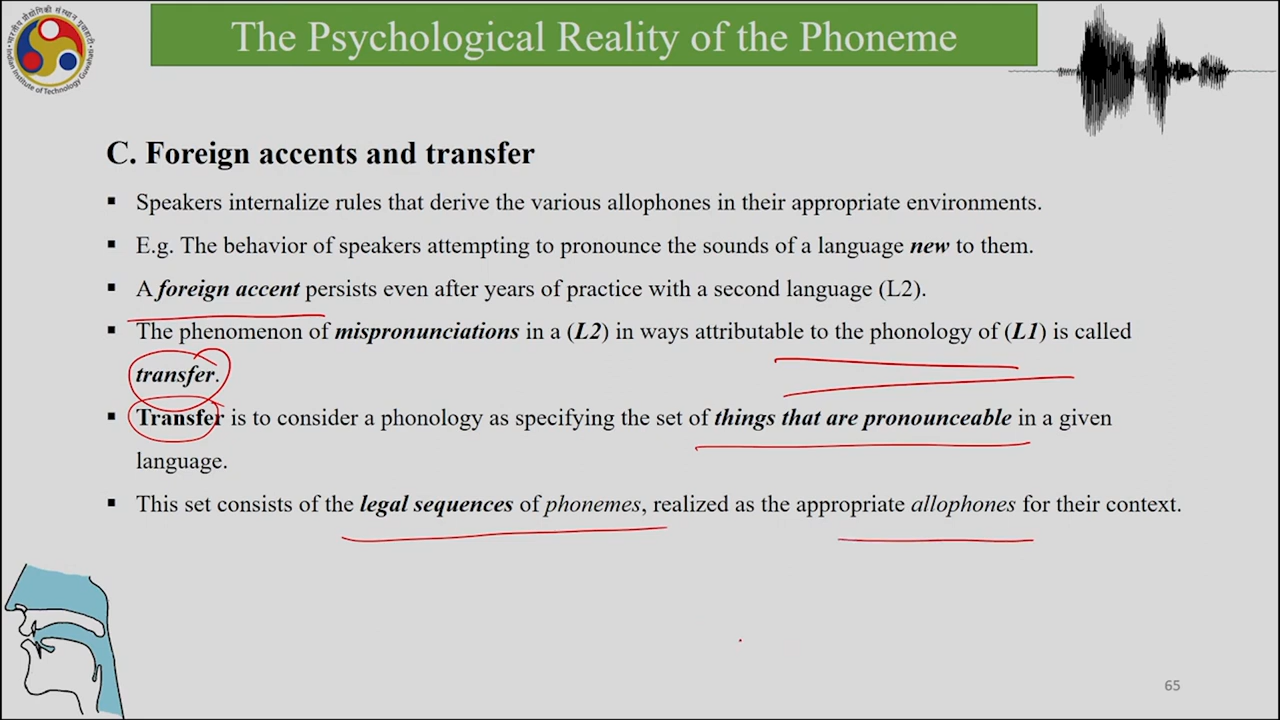 The Psychological Reality of the Phoneme
Indian Institute of Technology Guwahati
C. Foreign accents and transfer
▪ Speakers internalize rules that derive the various allophones in their appropriate environments.
▪ E.g. The behavior of speakers attempting to pronounce the sounds of a language new to them.
▪ A foreign accent persists even after years of practice with a second language (L2).
▪ The phenomenon of mispronunciations in a (L2) in ways attributable to the phonology of (L1) is called
transfer.
▪ Transfer is to consider a phonology as specifying the set of things that are pronounceable in a given
language.
▪ This set consists of the legal sequences of phonemes, realized as the appropriate allophones for their context.
65